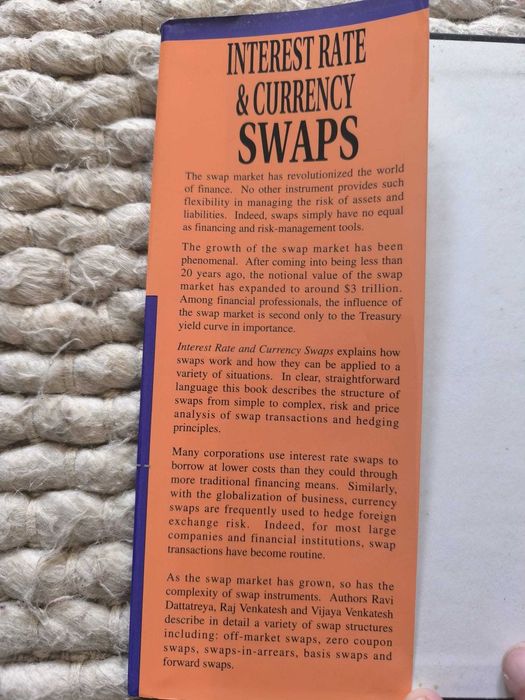 INTEREST RATE
& CURRENCY
SWAPS
The swap market has revolutionized the world
of finance. No other instrument provides such
flexibility in managing the risk of assets and
liabilities. Indeed, swaps simply have no equal
as financing and risk-management tools.
The growth of the swap market has been
phenomenal. After coming into being less than
20 years ago, the notional value of the swap
market has expanded to around $3 trillion.
Among financial professionals, the influence of
the swap market is second only to the Treasury
yield curve in importance.
Interest Rate and Currency Swaps explains how
swaps work and how they can be applied to a
variety of situations. In clear, straightforward
language this book describes the structure of
swaps from simple to complex, risk and price
analysis of swap transactions and hedging
principles.
Many corporations use interest rate swaps to
borrow at lower costs than they could through
more traditional financing means. Similarly,
with the globalization of business, currency
swaps are frequently used to hedge foreign
exchange risk. Indeed, for most large
companies and financial institutions, swap
transactions have become routine.
As the swap market has grown, so has the
complexity of swap instruments. Authors Ravi
Dattatreya, Raj Venkatesh and Vijaya Venkatesh
describe in detail a variety of swap structures
including: off-market swaps, zero coupon
swaps, swaps-in-arrears, basis swaps and
forward swaps.